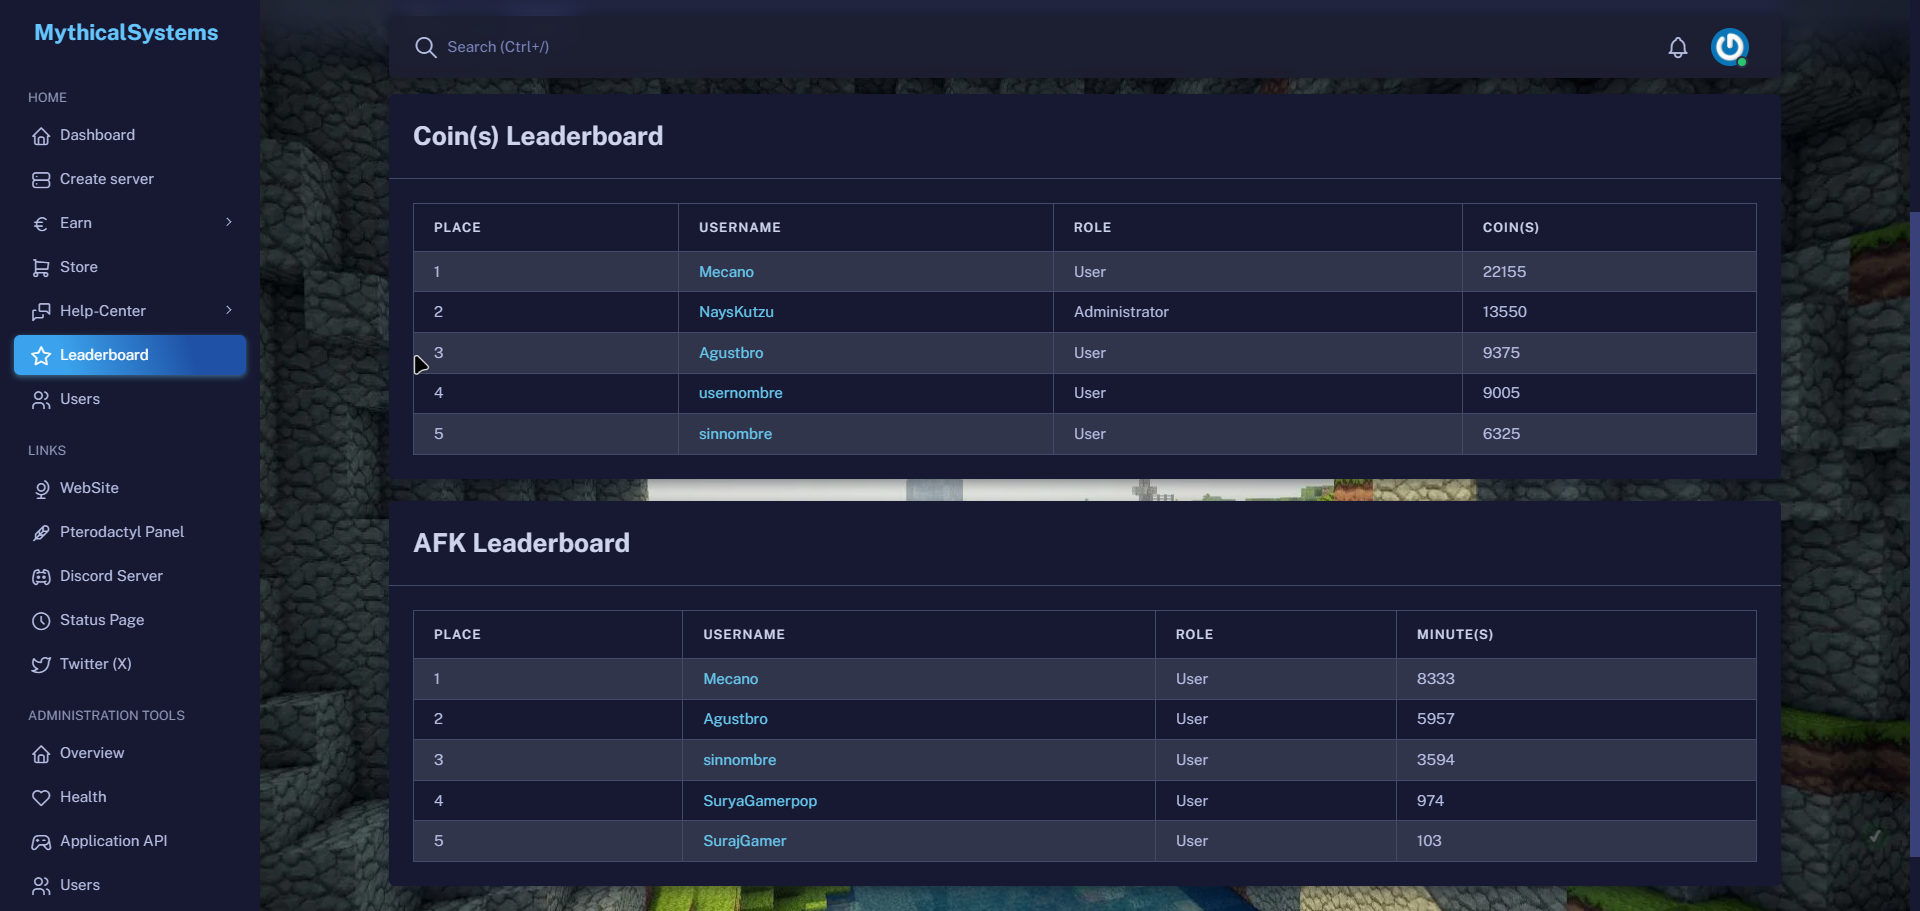 MythicalSystems
HOME
Dashboard
Create server
Earn
Store
Help-Center
Leaderboard
Users
LINKS
WebSite
Pterodactyl Panel
Discord Server
Status Page
Twitter (X)
ADMINISTRATION TOOLS
Overview
Health
Application API
Users
Search (Ctrl+/)
Coin(s) Leaderboard
PLACE USERNAME ROLE COIN(S)
1 Mecano User 22155
2 NaysKutzu Administrator 13550
3 Agustbro User 9375
4 usernombre User 9005
5 sinnombre User 6325
AFK Leaderboard
PLACE USERNAME ROLE MINUTE(S)
1 Mecano User 8333
2 Agustbro User 5957
3 sinnombre User 3594
4 SuryaGamerpop User 974
5 SurajGamer User 103